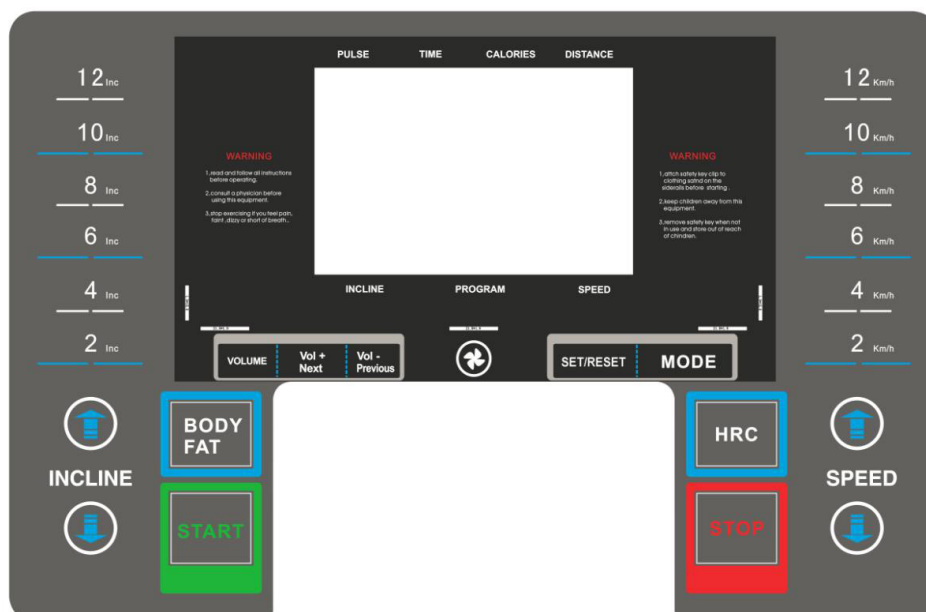 PULSE TIME CALORIES DISTANCE
12 Inc
10 Inc
8 Inc
6 Inc
4 Inc
2 Inc
WARNING
1,read and follow all instructions
before operating.
2,consult a physician before
using this equipment.
3,stop exercising if you feel pain,
faint ,dizzy or short of breath..
WARNING
1,attch safety key clip to
clothing satnd on the
siderails before starting .
2,keep children away from this
equipment.
3,remove safety key when not
in use and store out of reach
of chindren.
12 Km/h
10 Km/h
8 Km/h
6 Km/h
4 Km/h
2 Km/h
INCLINE PROGRAM SPEED
VOLUME
Vol +
Next
Vol -
Previous
SET/RESET
MODE
BODY
FAT
HRC
INCLINE
SPEED
START
STOP